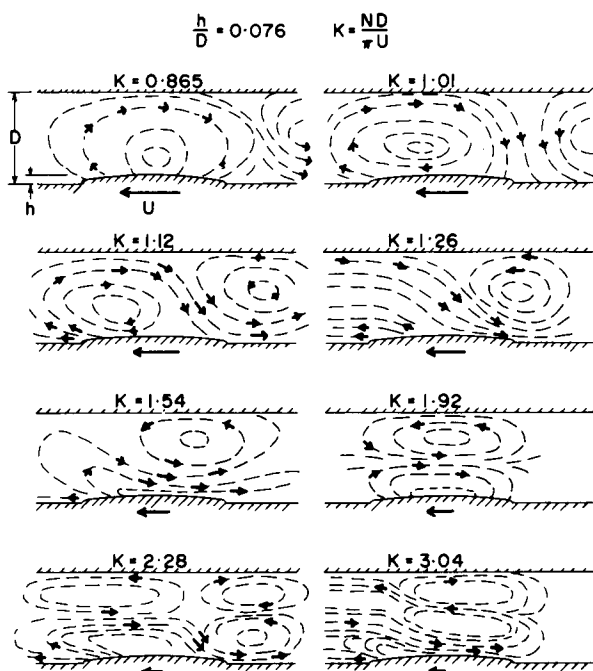 h/D = 0.076 K = ND/πU
K = 0.865 K = 1.01
D
h
U
K = 1.12 K = 1.26
K = 1.54 K = 1.92
K = 2.28 K = 3.04